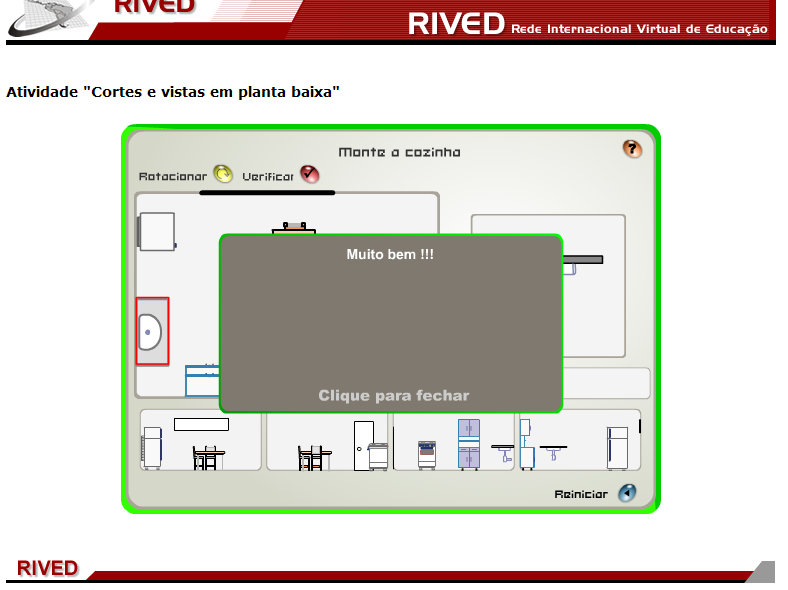 RIVED
RIVED Rede Internacional Virtual de Educação
Atividade "Cortes e vistas em planta baixa"
Monte a cozinha
?
Rotacionar Verificar
Muito bem !!!
Clique para fechar
Reiniciar
RIVED